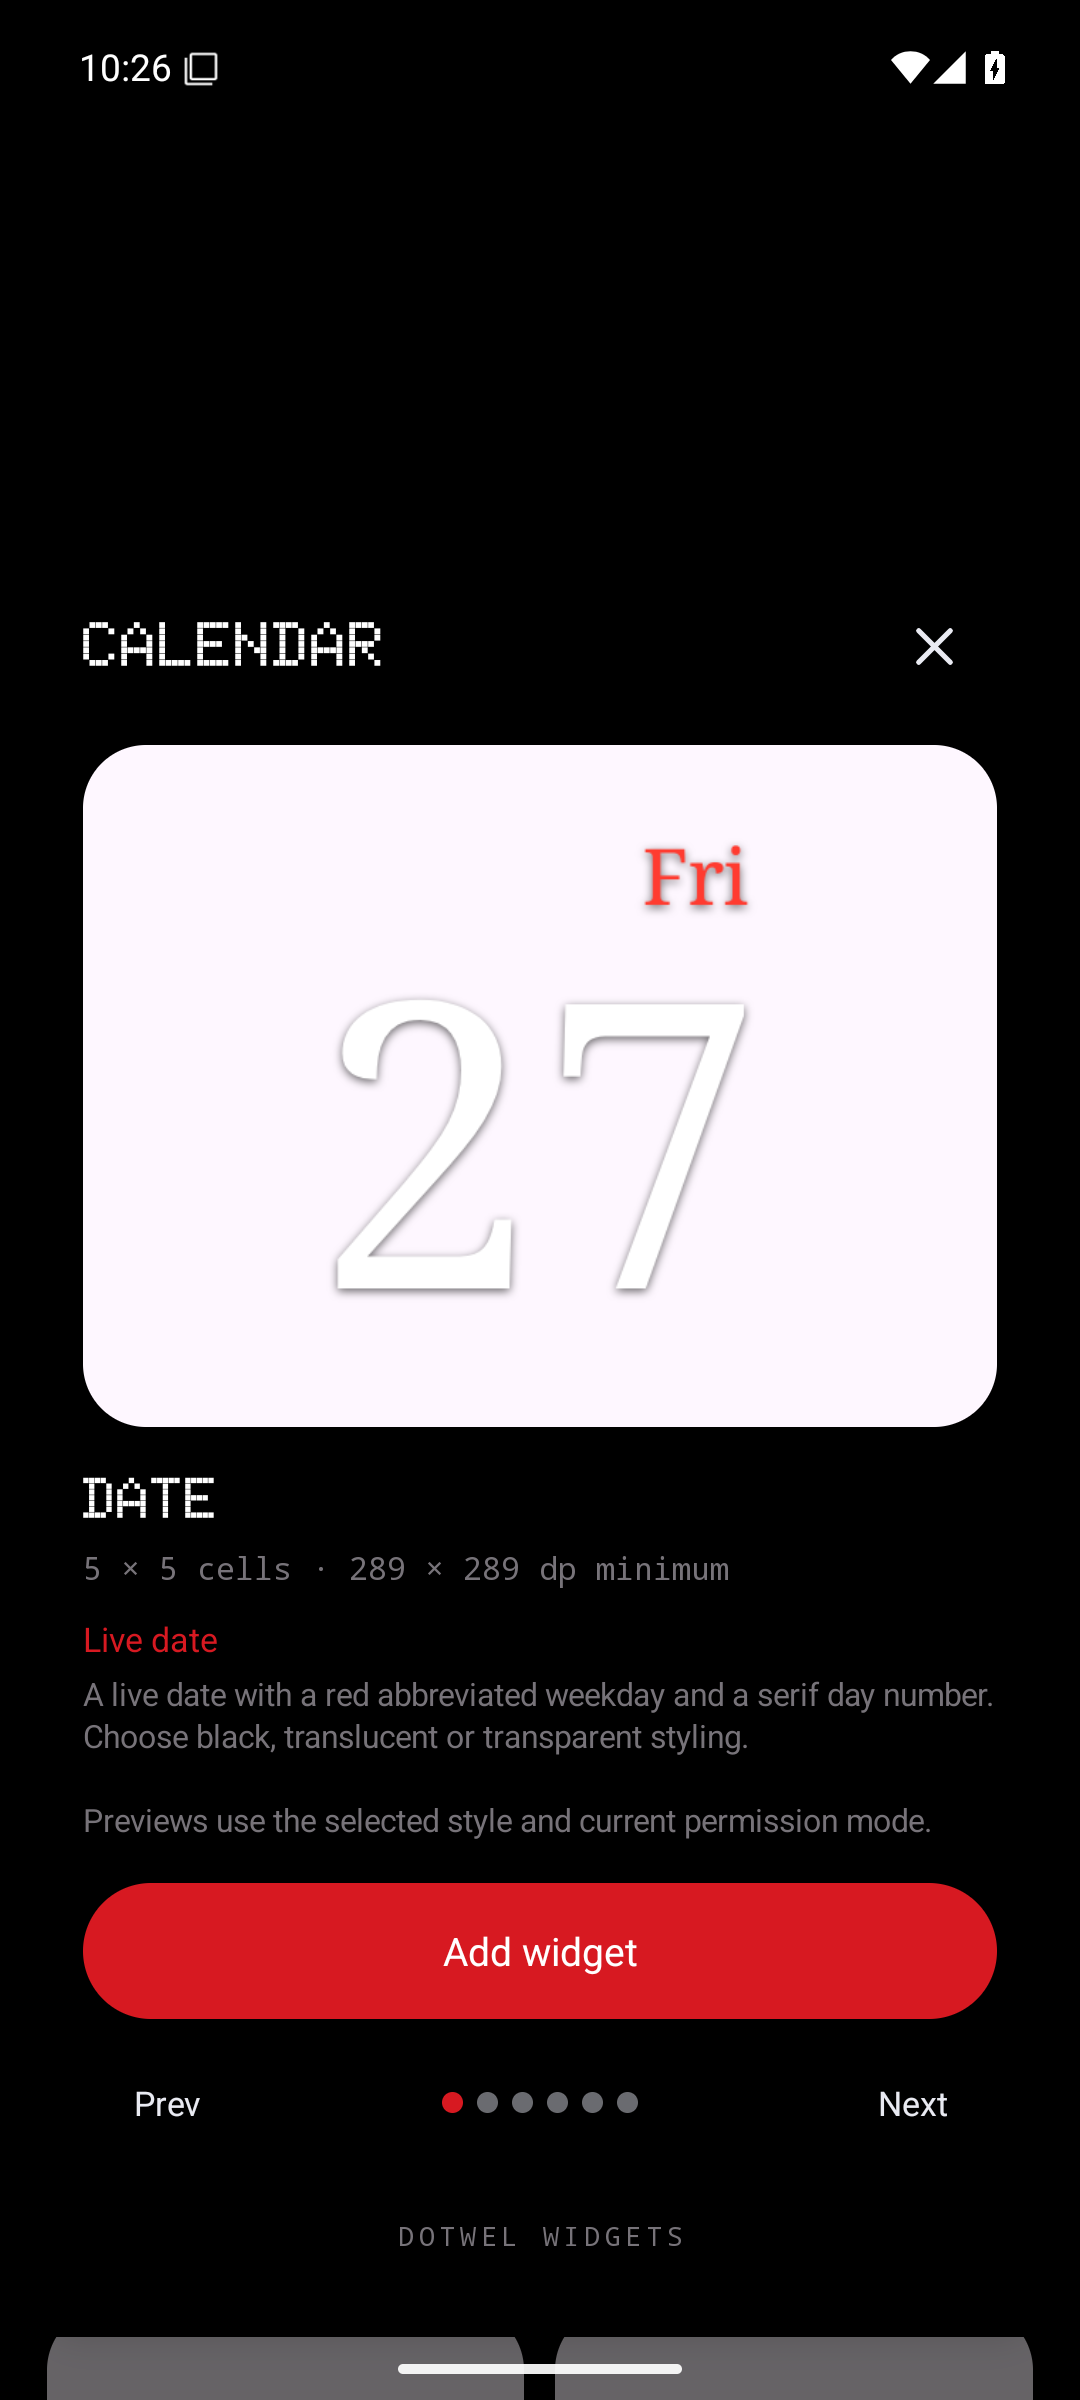 10:26
CALENDAR
Fri
27
DATE
5 × 5 cells · 289 × 289 dp minimum
Live date
A live date with a red abbreviated weekday and a serif day number.
Choose black, translucent or transparent styling.
Previews use the selected style and current permission mode.
Add widget
Prev
Next
DOTWEL WIDGETS